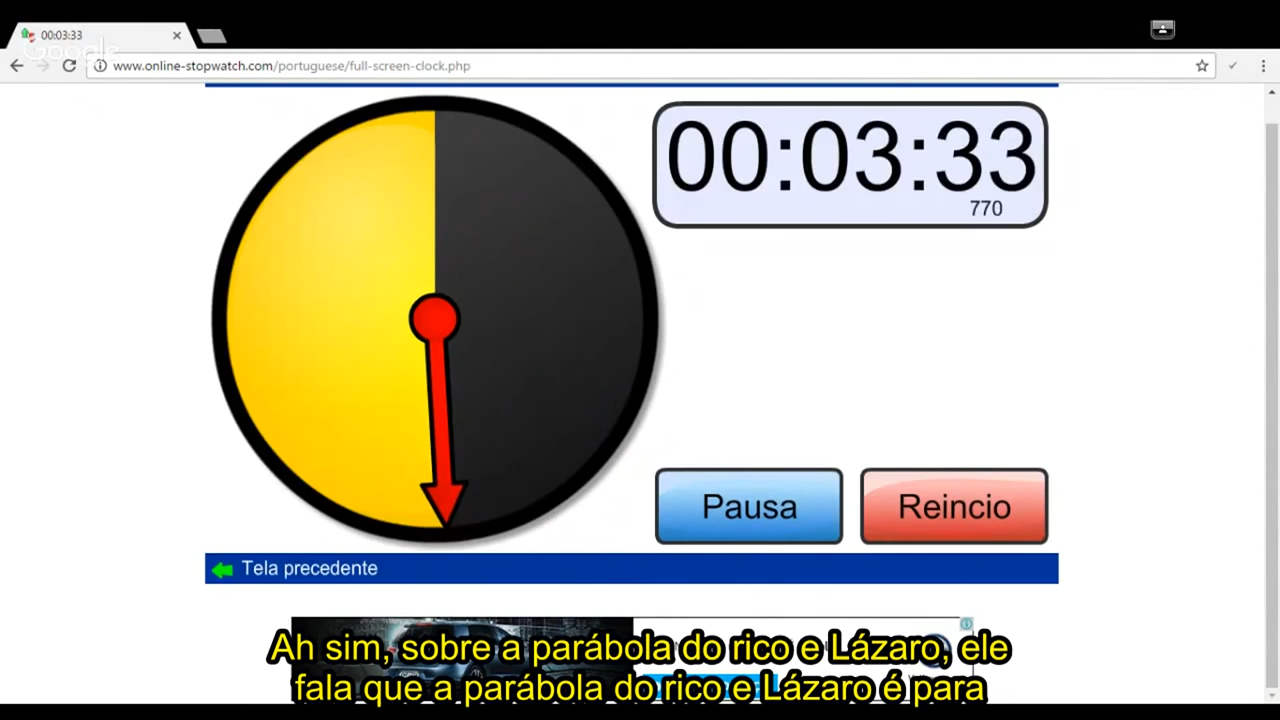 00:03:33
Google
www.online-stopwatch.com/portuguese/full-screen-clock.php
00:03:33
770
Pausa
Reincio
Tela precedente
Ah sim, sobre a parábola do rico e Lázaro, ele
fala que a parábola do rico e Lázaro é para